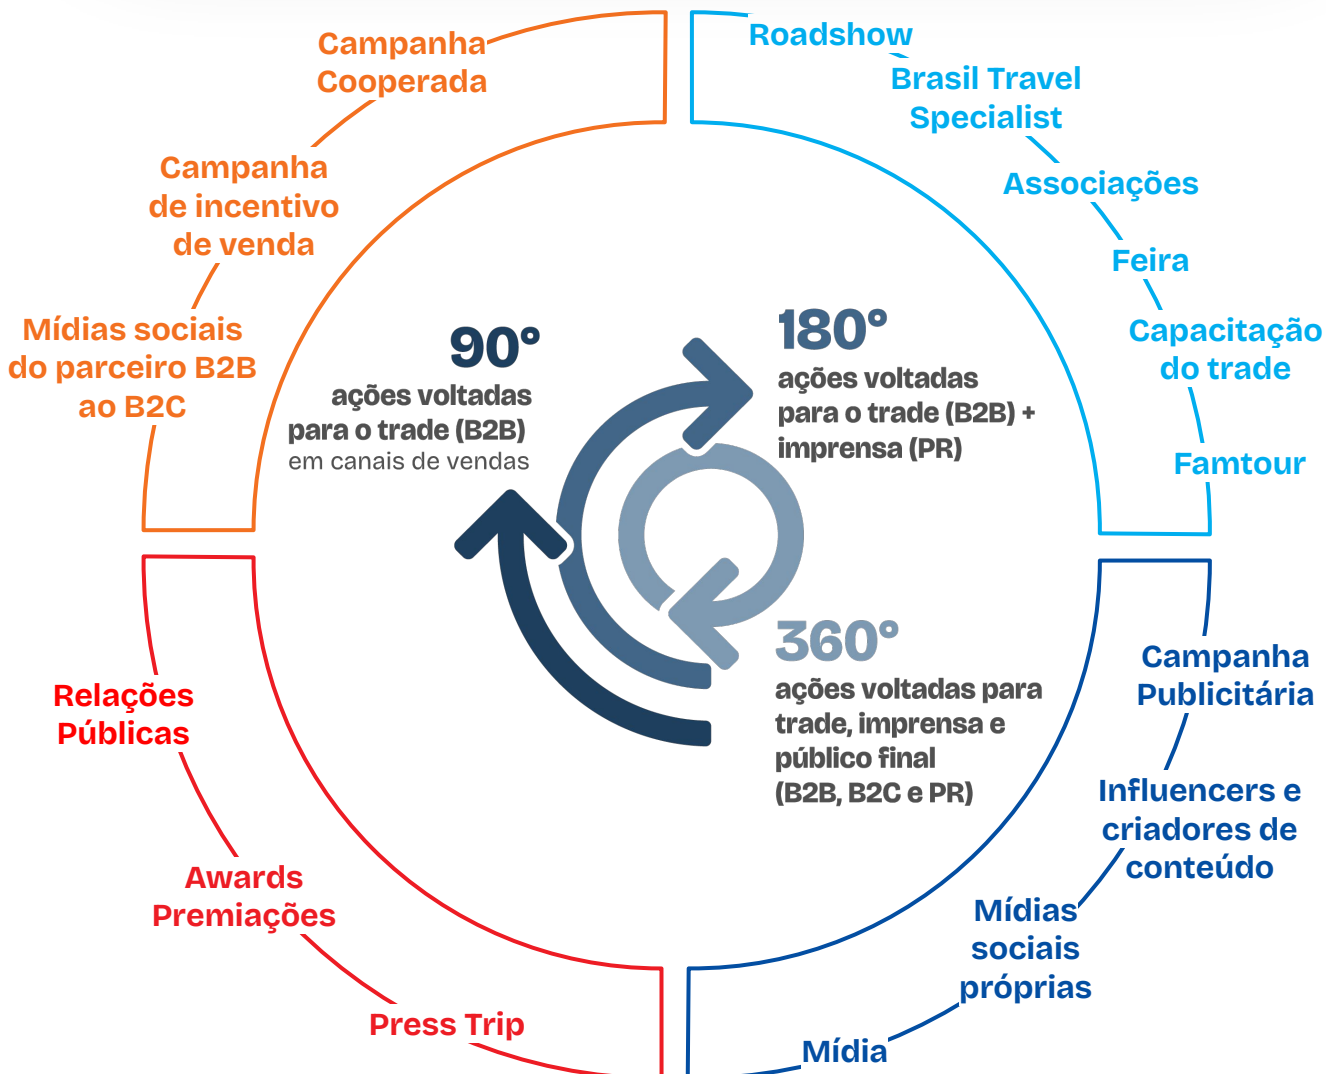 Campanha
Cooperada
Campanha
de incentivo
de venda
Mídias sociais
do parceiro B2B
ao B2C
Roadshow
Brasil Travel
Specialist
Associações
Feira
Capacitação
do trade
Famtour
90°
ações voltadas
para o trade (B2B)
em canais de vendas
180°
ações voltadas
para o trade (B2B) +
imprensa (PR)
360°
ações voltadas para
trade, imprensa e
público final
(B2B, B2C e PR)
Relações
Públicas
Awards
Premiações
Press Trip
Campanha
Publicitária
Influencers e
criadores de
conteúdo
Mídias
sociais
próprias
Mídia